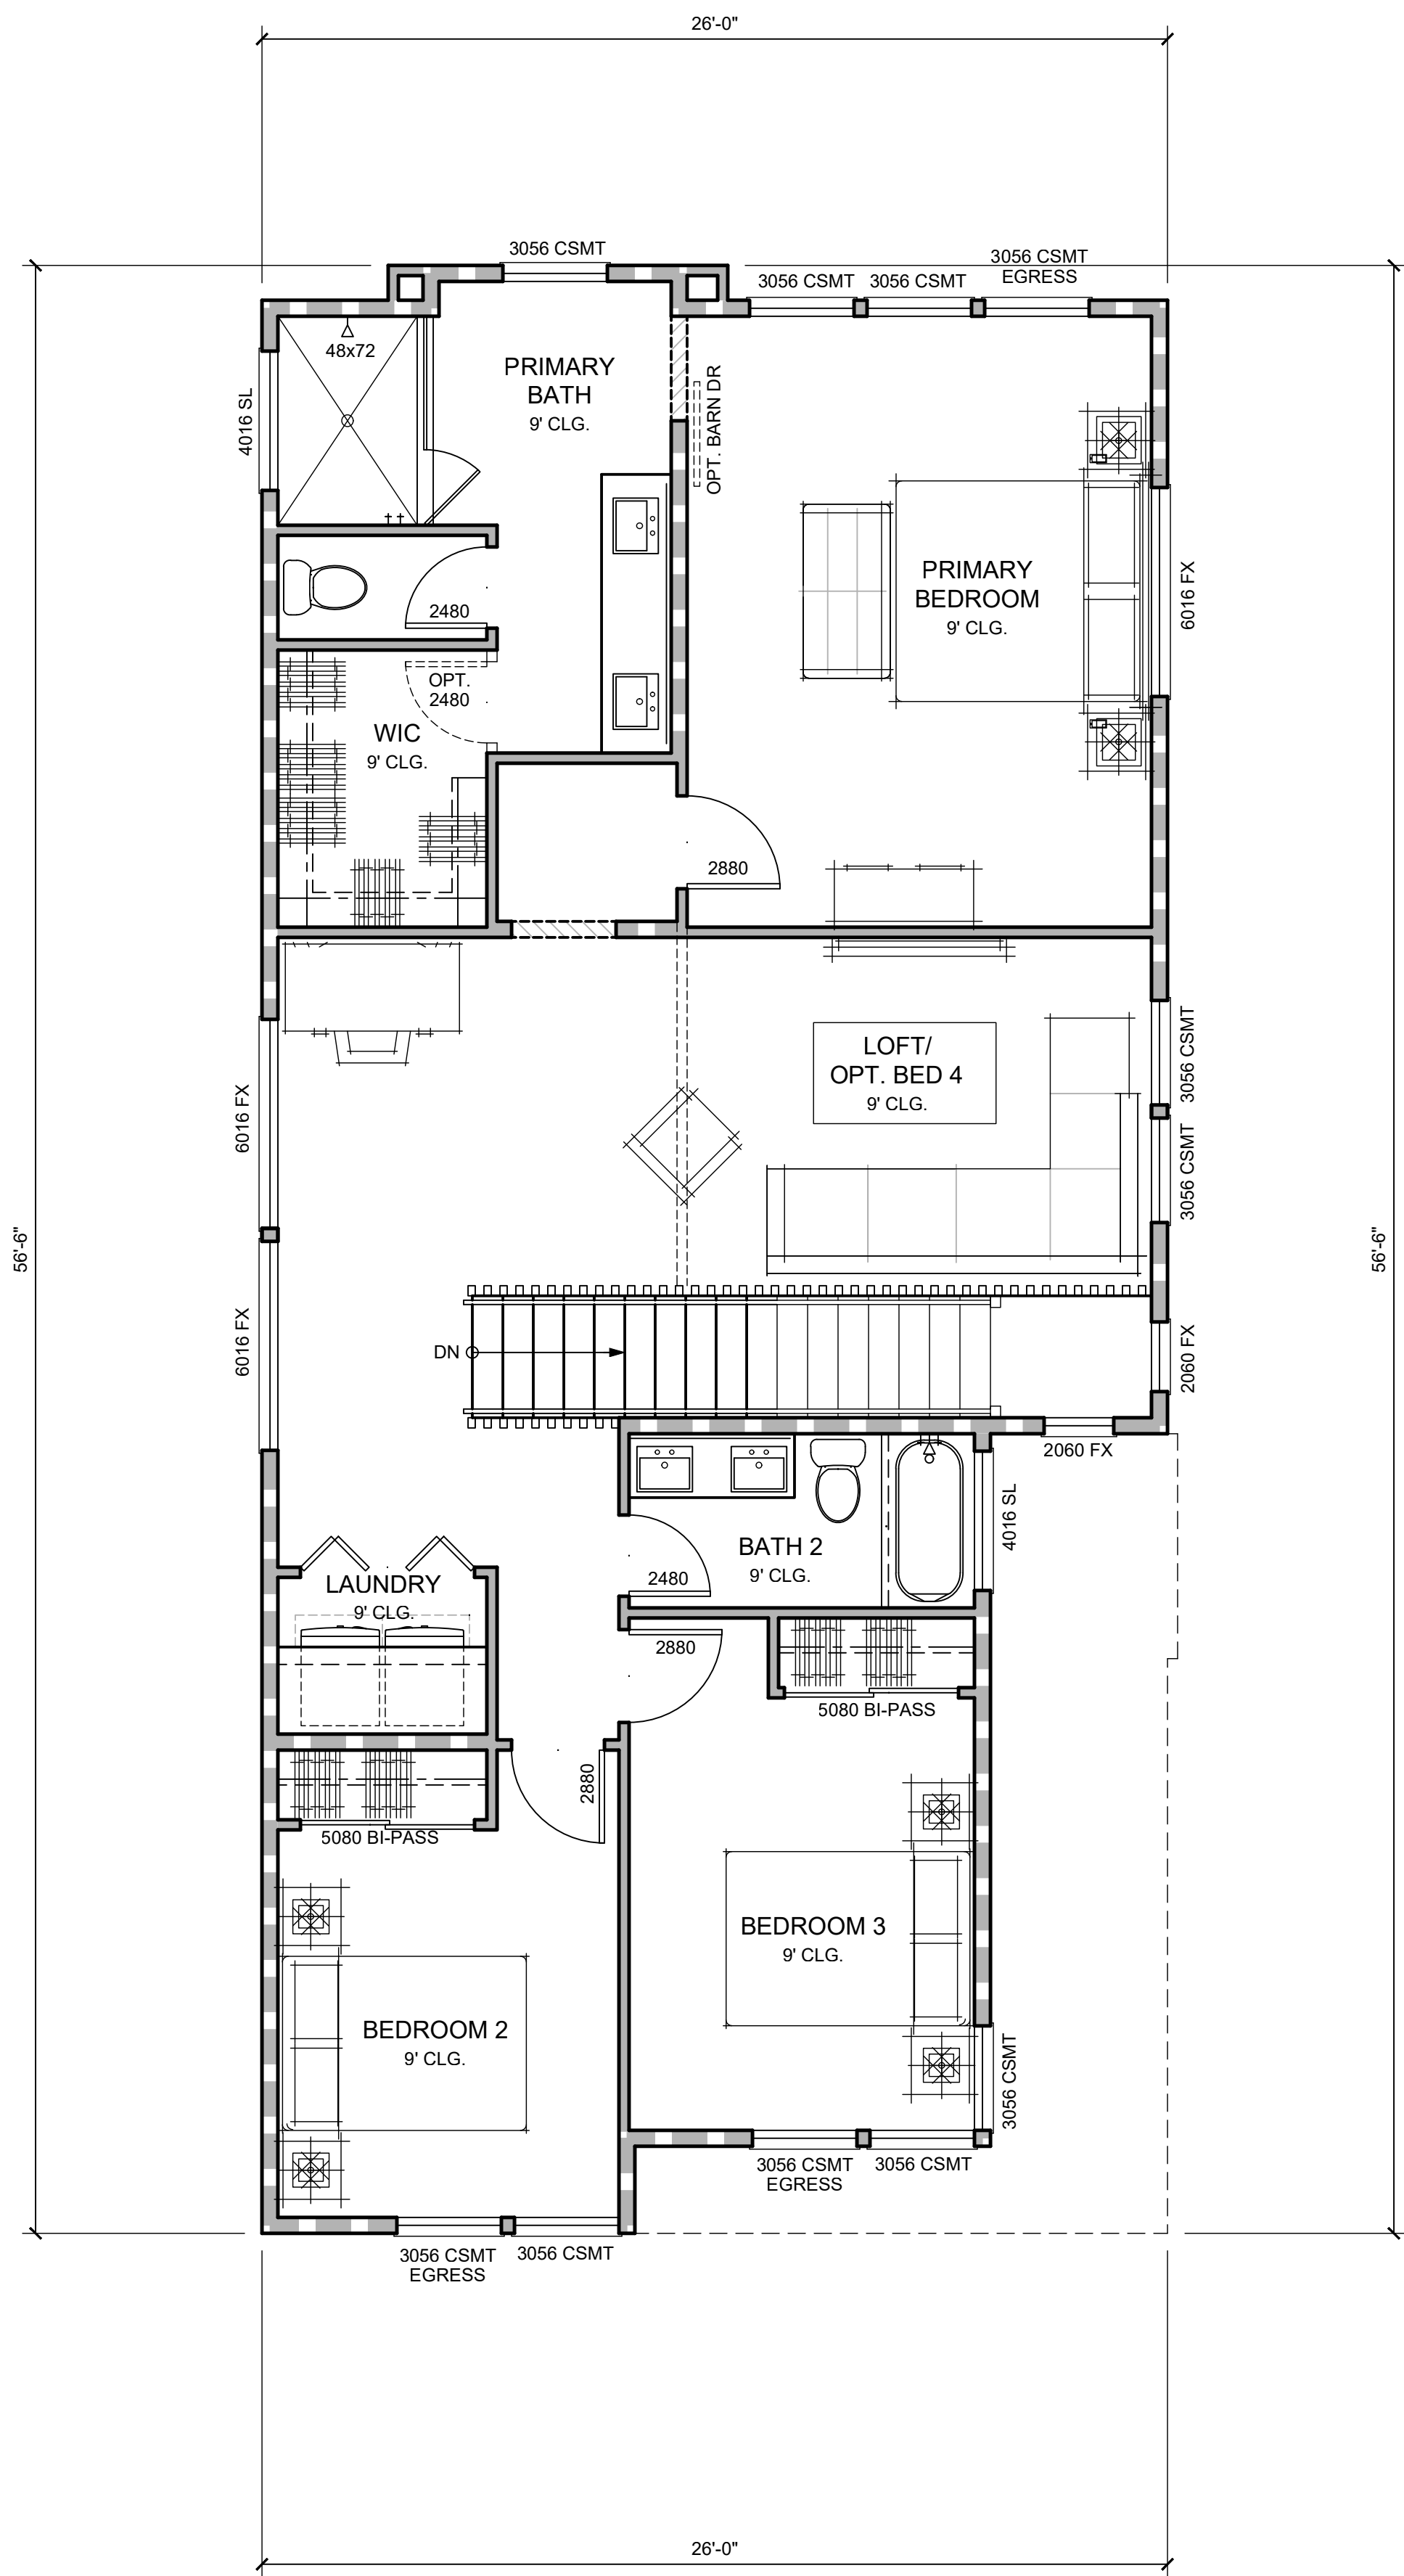 26'-0"
3056 CSMT
3056 CSMT
3056 CSMT
3056 CSMT
EGRESS
48x72
4016 SL
PRIMARY
BATH
9' CLG.
OPT. BARN DR
2480
OPT.
2480
WIC
9' CLG.
PRIMARY
BEDROOM
9' CLG.
6016 FX
2880
LOFT/
OPT. BED 4
9' CLG.
3056 CSMT
3056 CSMT
6016 FX
6016 FX
56'-6"
56'-6"
DN
2060 FX
2060 FX
4016 SL
BATH 2
9' CLG.
2480
LAUNDRY
9' CLG.
2880
5080 BI-PASS
2880
5080 BI-PASS
BEDROOM 3
9' CLG.
BEDROOM 2
9' CLG.
3056 CSMT
3056 CSMT
EGRESS
3056 CSMT
3056 CSMT
EGRESS
3056 CSMT
26'-0"